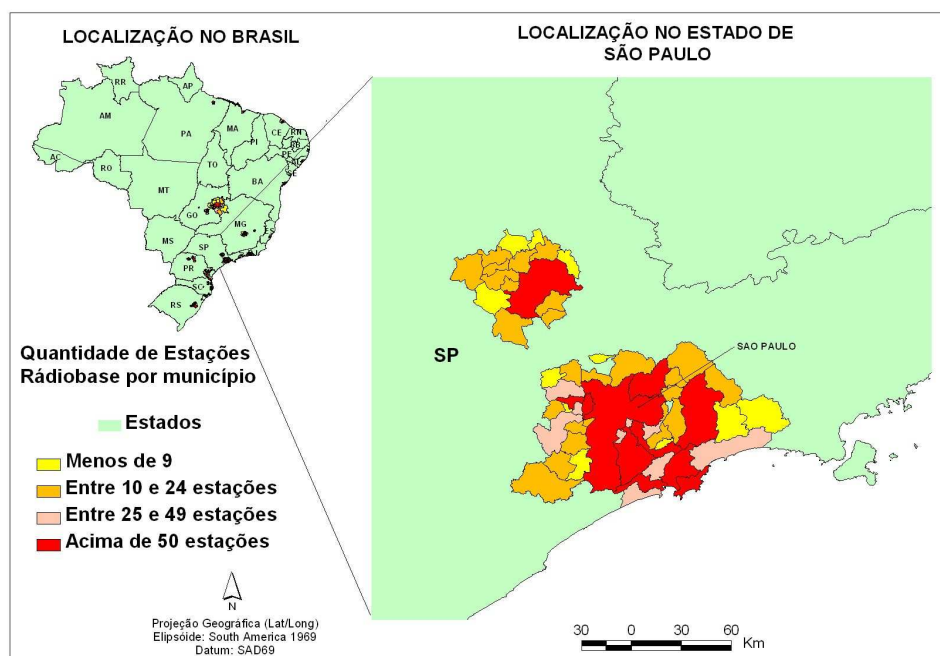 LOCALIZAÇÃO NO BRASIL
LOCALIZAÇÃO NO ESTADO DE
SÃO PAULO
RR
AP
AM
PA
MA
CE
RN
PI
PE
AC
TO
RO
SE
BA
MT
GO
MG
ES
MS
SP
PR
SC
RS
SP
SAO PAULO
Quantidade de Estações
Rádiobase por município
Estados
Menos de 9
Entre 10 e 24 estações
Entre 25 e 49 estações
Acima de 50 estações
N
Projeção Geográfica (Lat/Long)
Elipsóide: South America 1969
Datum: SAD69
30 0 30 60
Km